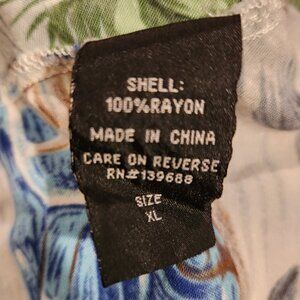 SHELL:
100%RAYON
MADE IN CHINA
CARE ON REVERSE
RN#139688
SIZE
XL